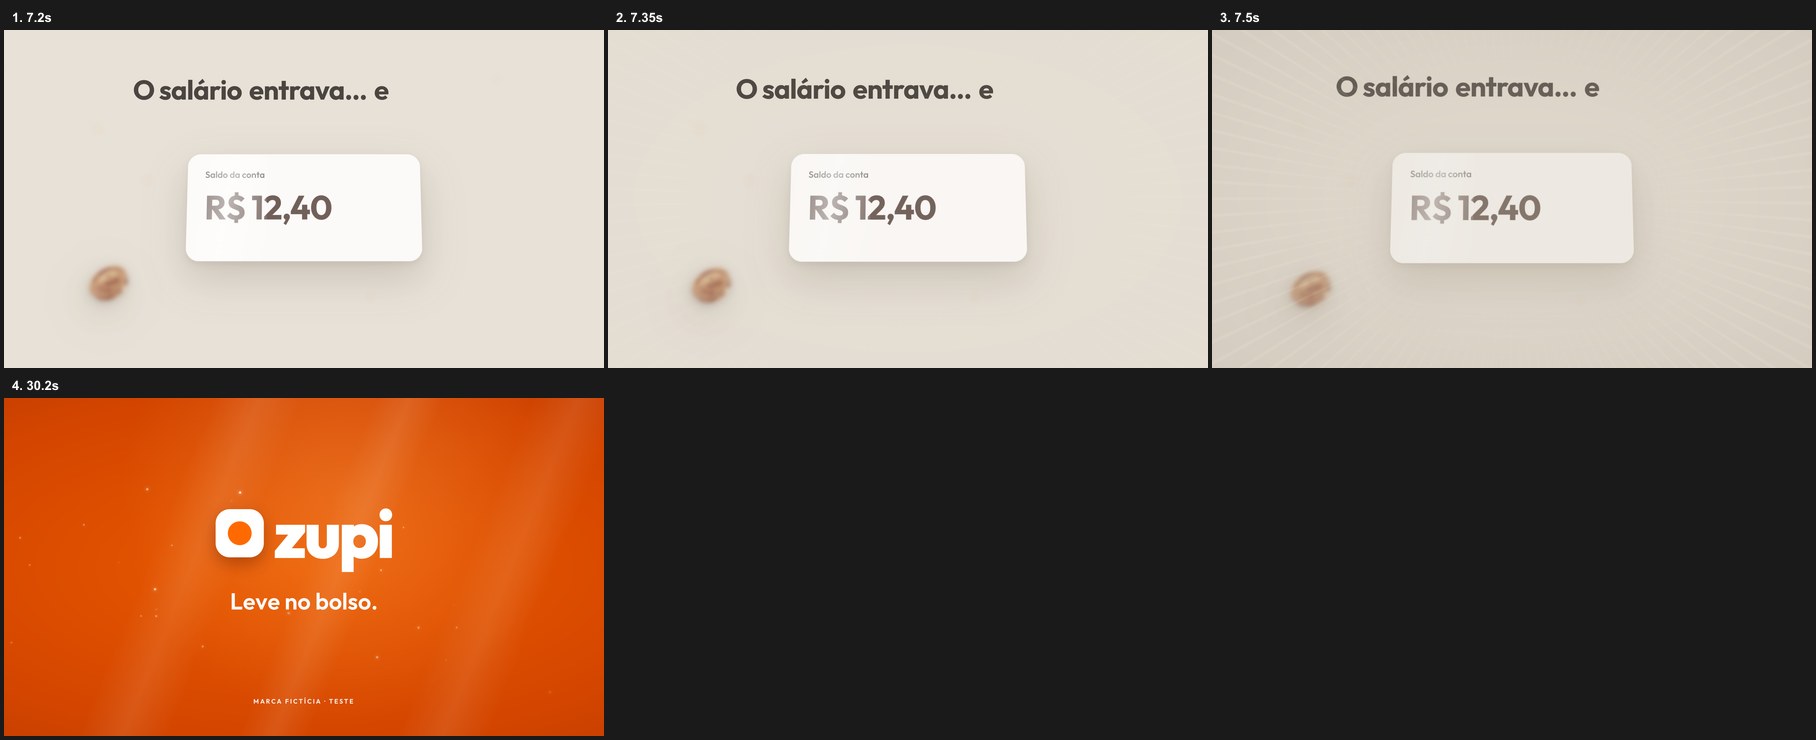 1. 7.2s
O salário entrava... e
Saldo da conta
R$ 12,40
2. 7.35s
O salário entrava... e
Saldo da conta
R$ 12,40
3. 7.5s
O salário entrava... e
Saldo da conta
R$ 12,40
4. 30.2s
zupi
Leve no bolso.
MARCA FICTÍCIA · TESTE